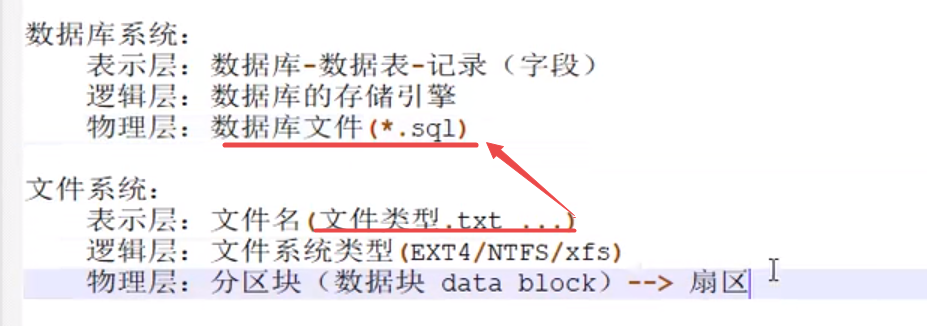 数据库系统:
表示层: 数据库-数据表-记录(字段)
逻辑层: 数据库的存储引擎
物理层: 数据库文件(*.sql)
文件系统:
表示层: 文件名(文件类型.txt ...)
逻辑层: 文件系统类型(EXT4/NTFS/xfs)
物理层: 分区块(数据块 data block)--> 扇区